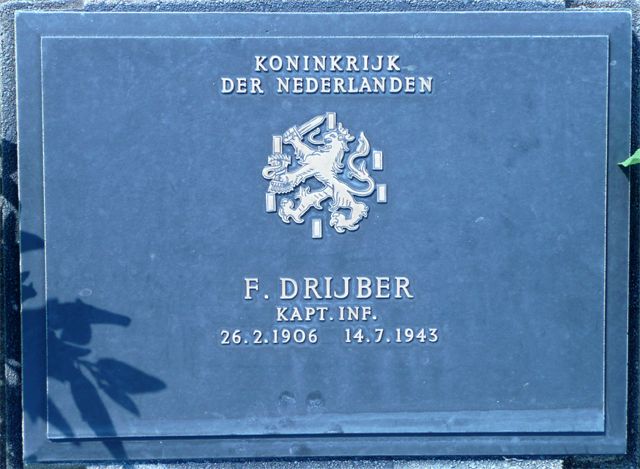 KONINKRIJK
DER NEDERLANDEN
F. DRIJBER
KAPT. INF.
26.2.1906 14.7.1943